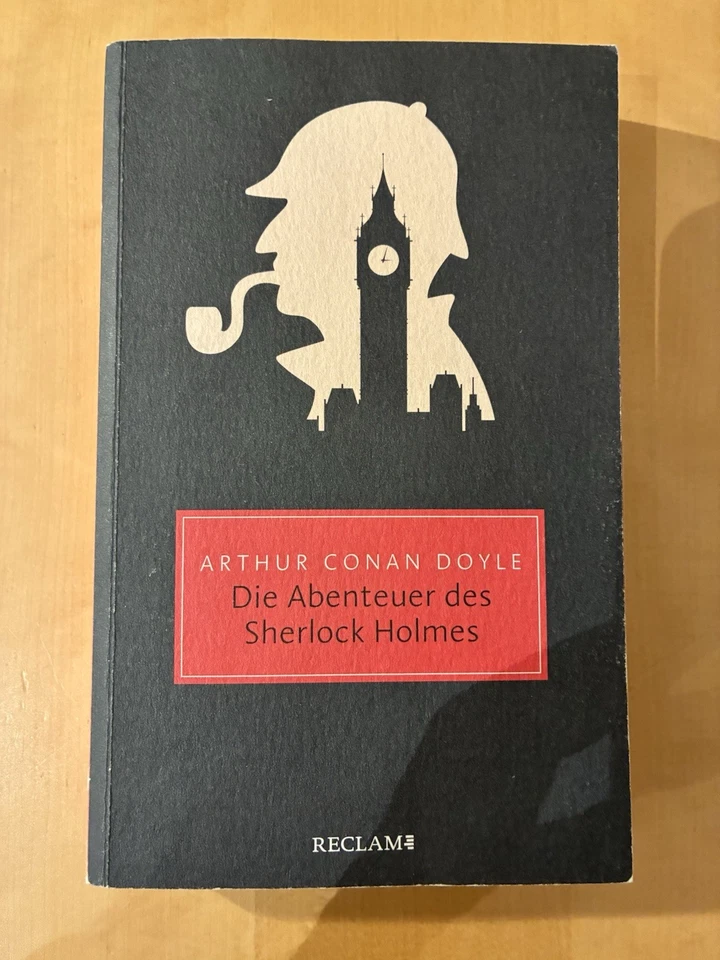 ARTHUR CONAN DOYLE
Die Abenteuer des
Sherlock Holmes
RECLAM